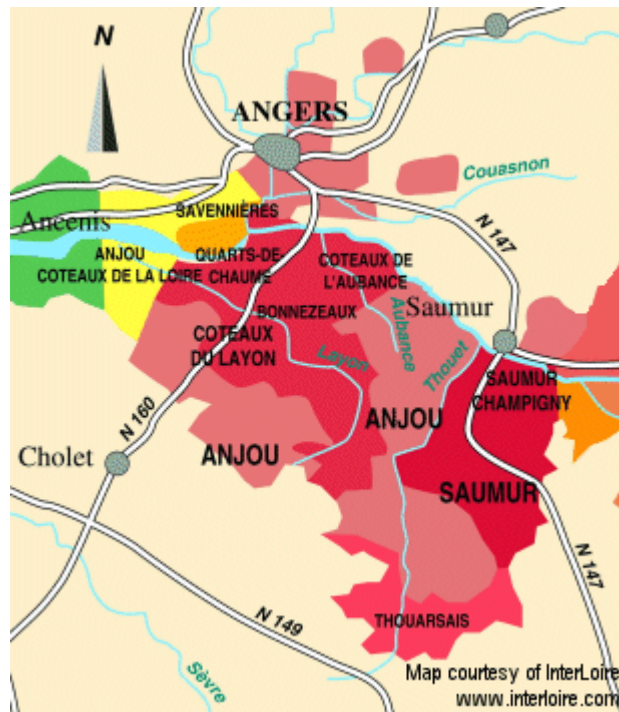 N
ANGERS
Couasnon
Ancenis
SAVENNIÈRES
N 147
ANJOU
COTEAUX DE LA LOIRE
QUARTS-DE-
CHAUME
COTEAUX DE
L'AUBANCE
BONNEZEAUX
Aubance
Saumur
COTEAUX
DU LAYON
Layon
Thouet
SAUMUR
CHAMPIGNY
N 160
ANJOU
Cholet
ANJOU
SAUMUR
N 147
N 149
THOUARSAIS
Sèvre
Map courtesy of InterLoire
www.interloire.com